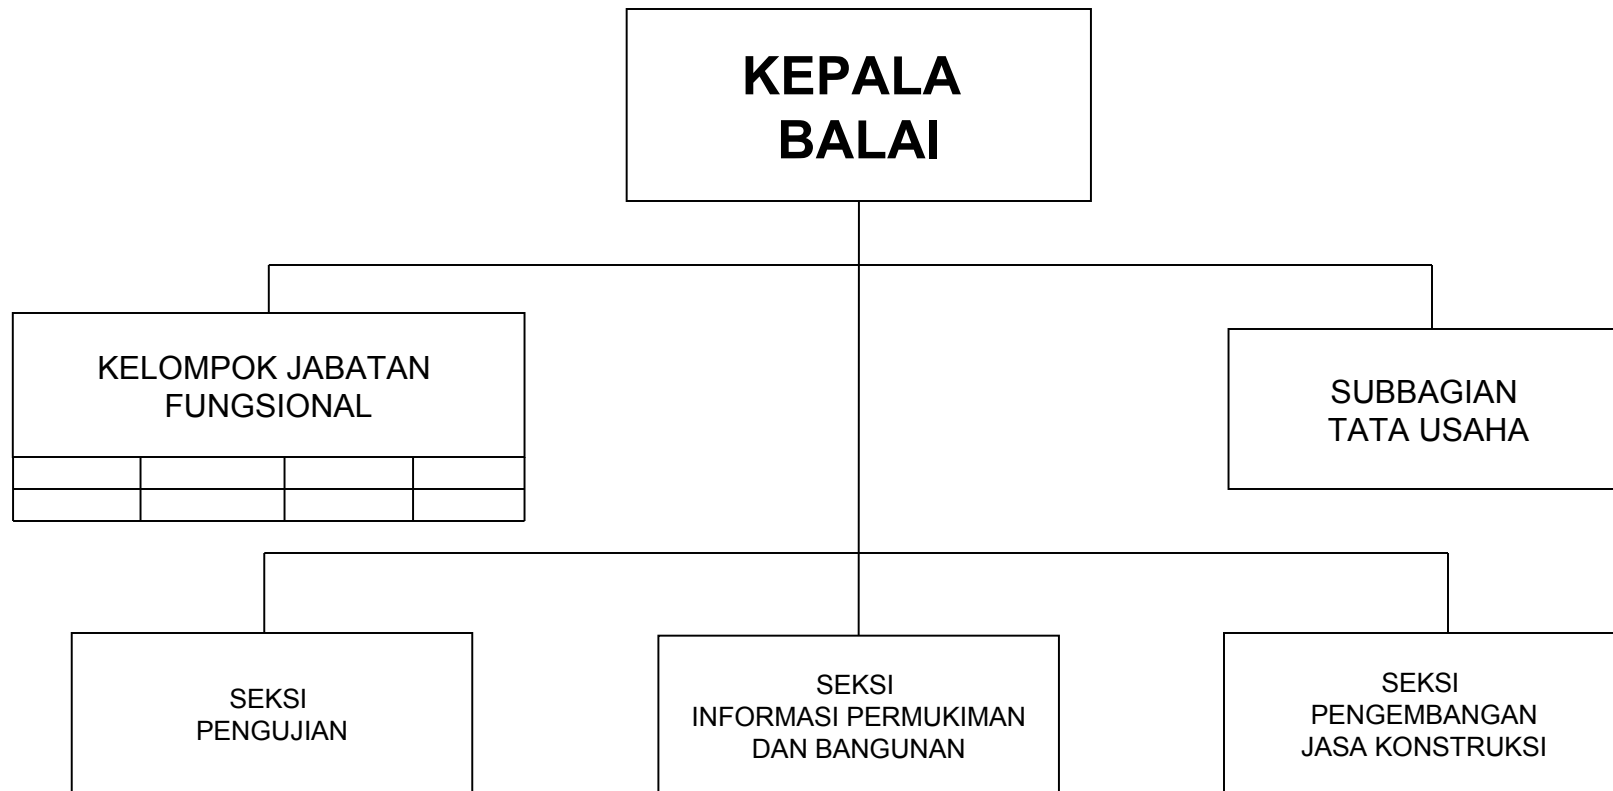 KEPALA
BALAI
KELOMPOK JABATAN
FUNGSIONAL
SUBBAGIAN
TATA USAHA
SEKSI
PENGUJIAN
SEKSI
INFORMASI PERMUKIMAN
DAN BANGUNAN
SEKSI
PENGEMBANGAN
JASA KONSTRUKSI